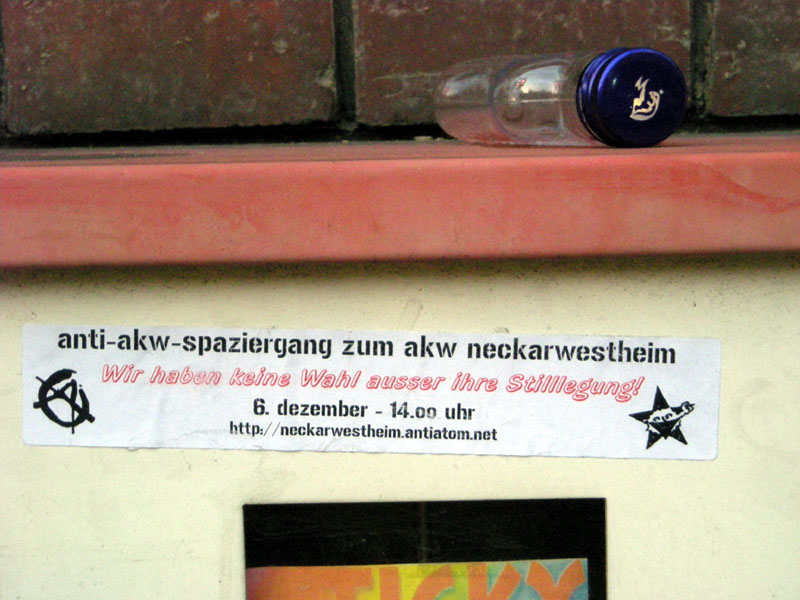 anti-akw-spaziergang zum akw neckarwestheim
Wir haben keine Wahl ausser ihre Stilllegung!
6. dezember - 14.00 uhr
http://neckarwestheim.antiatom.net